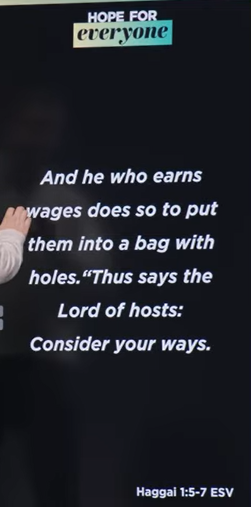 HOPE FOR
everyone
And he who earns
wages does so to put
them into a bag with
holes.“Thus says the
Lord of hosts:
Consider your ways.
Haggai 1:5-7 ESV